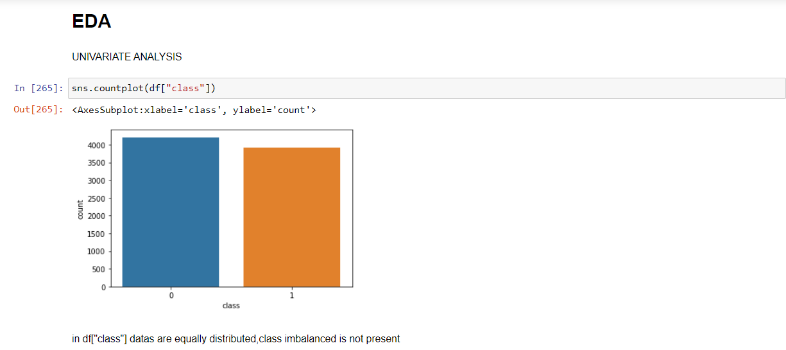 EDA
UNIVARIATE ANALYSIS
In [265]: sns.countplot(df["class"])
Out[265]: <AxesSubplot:xlabel='class', ylabel='count'>
4000
3500
3000
2500
2000
1500
1000
500
0
count
0 1
class
in df["class"] datas are equally distributed,class imbalanced is not present